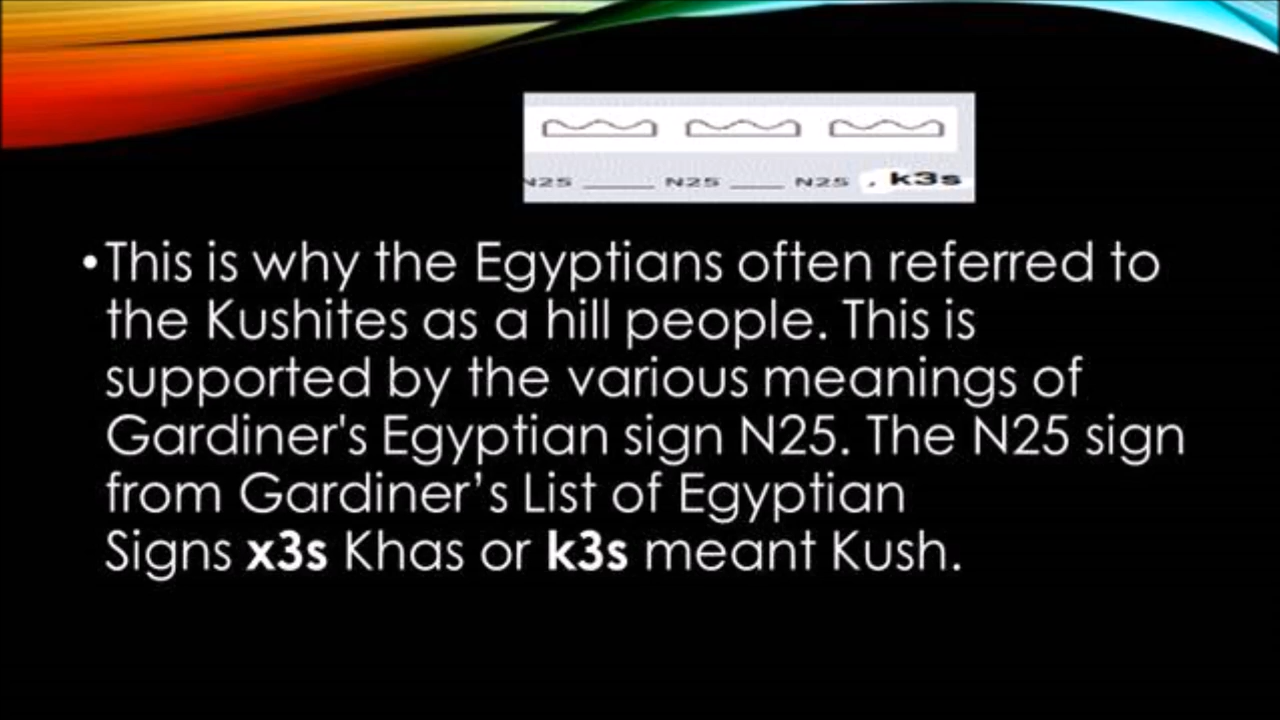 N25 _____ N25 ____ N25 , k3s
•This is why the Egyptians often referred to
the Kushites as a hill people. This is
supported by the various meanings of
Gardiner's Egyptian sign N25. The N25 sign
from Gardiner’s List of Egyptian
Signs x3s Khas or k3s meant Kush.